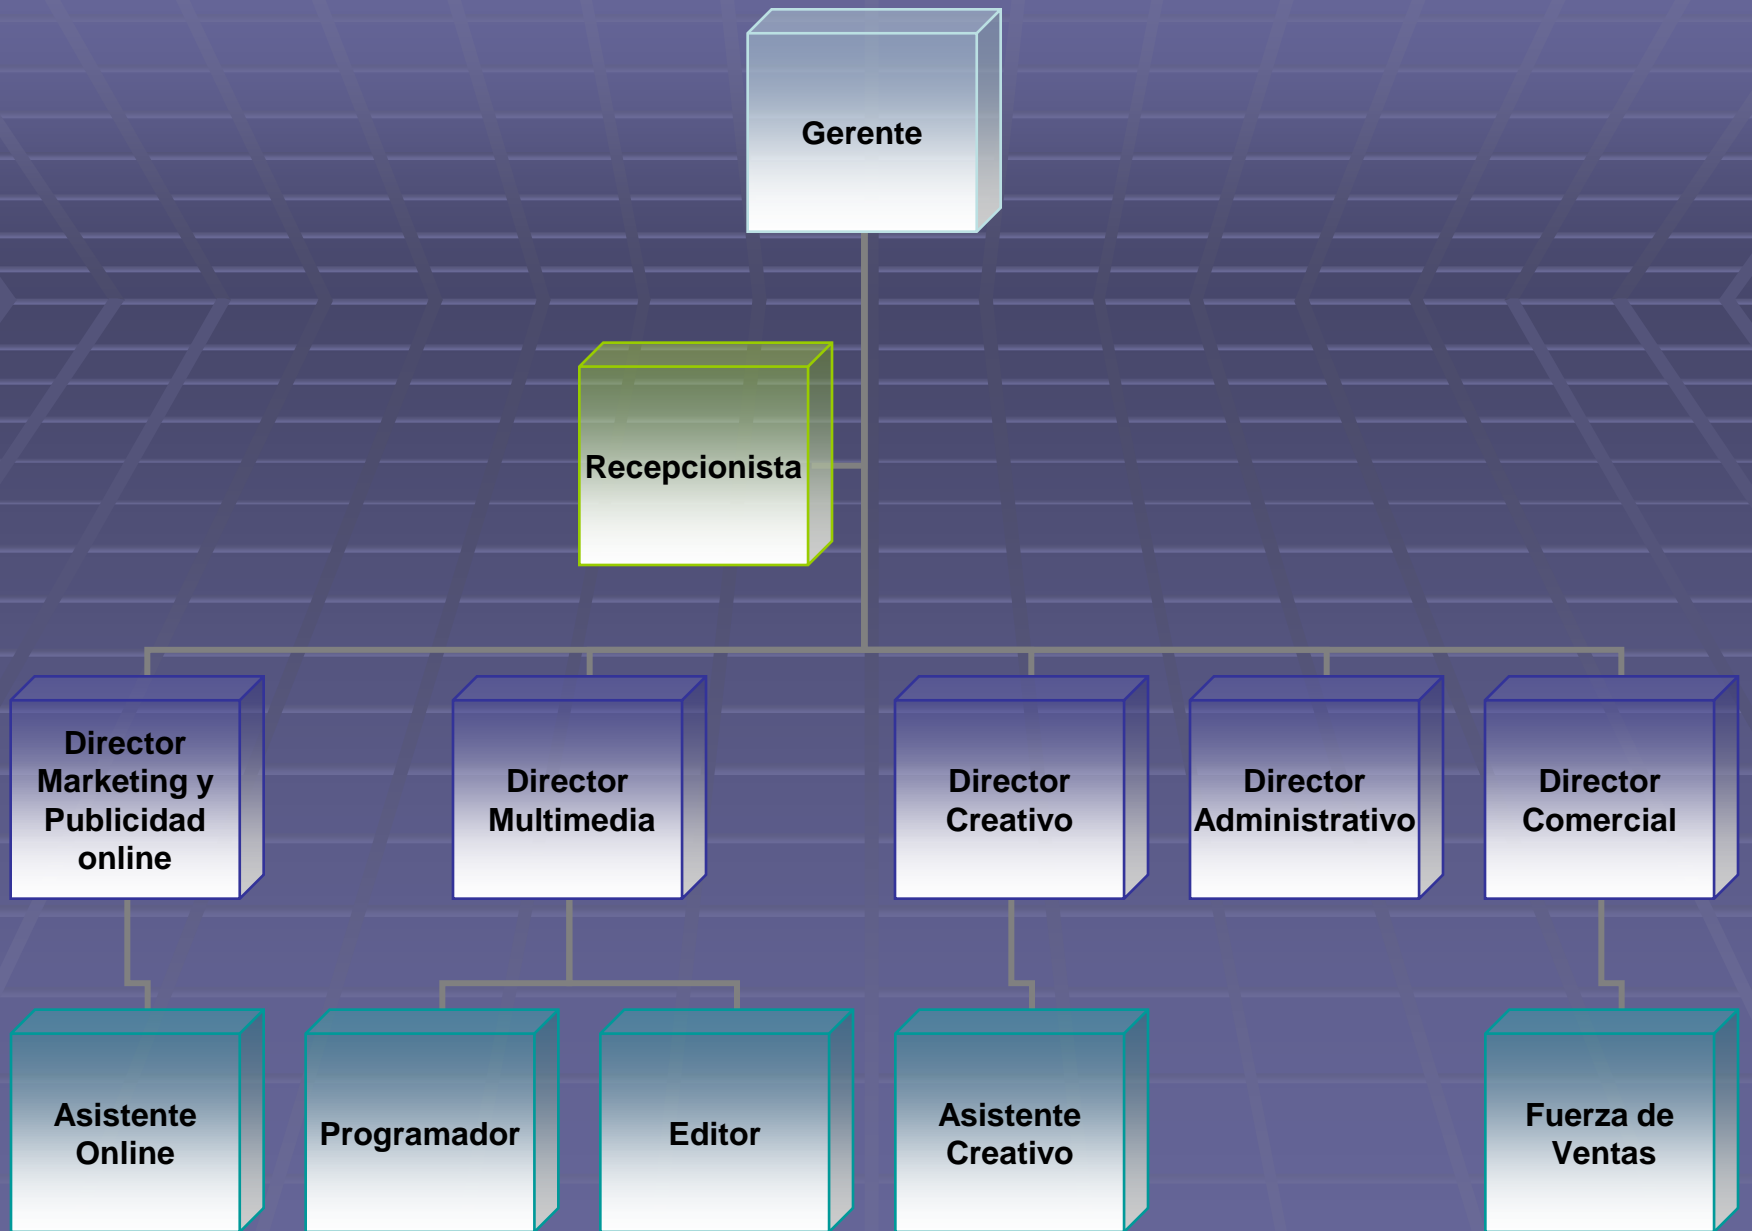 Gerente
Recepcionista
Director
Marketing y
Publicidad
online
Director
Multimedia
Director
Creativo
Director
Administrativo
Director
Comercial
Asistente
Online
Programador
Editor
Asistente
Creativo
Fuerza de
Ventas